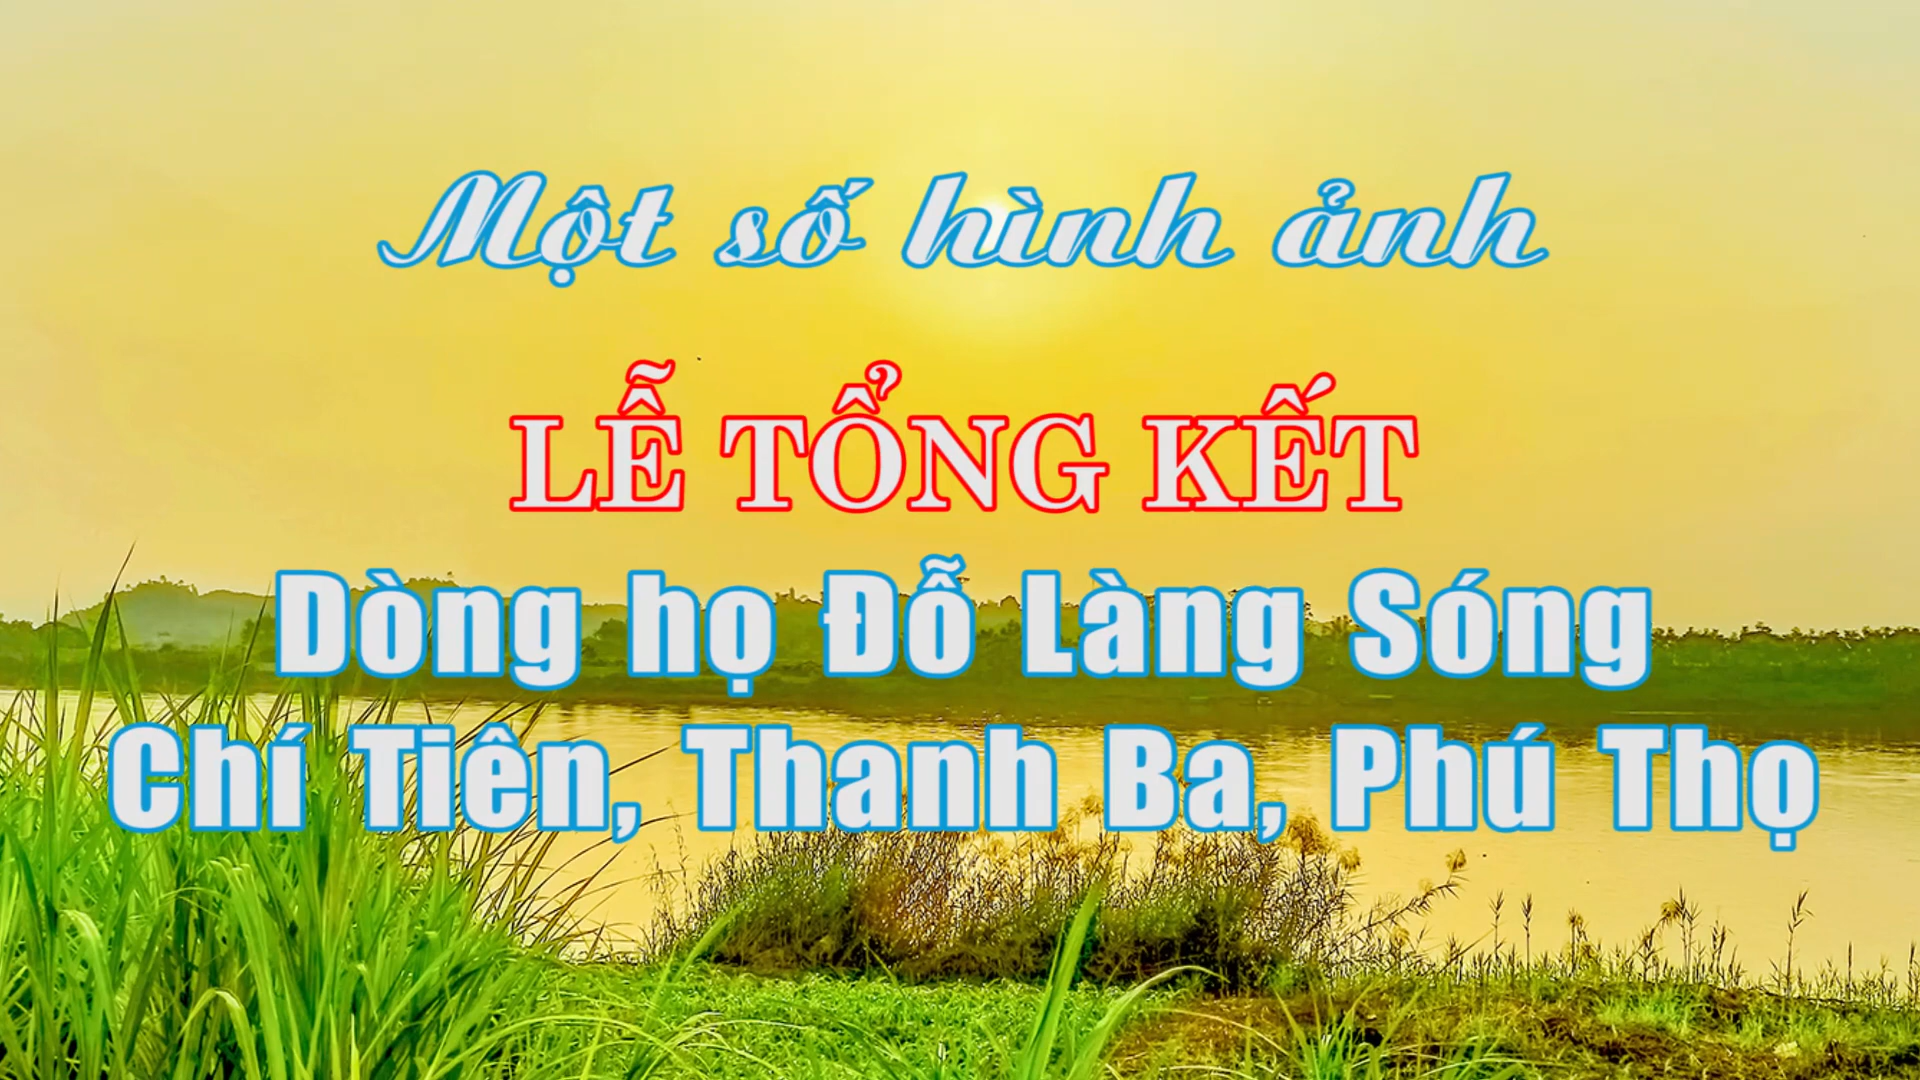 Một số hình ảnh
LỄ TỔNG KẾT
Dòng họ Đỗ Làng Sóng
Chí Tiên, Thanh Ba, Phú Thọ